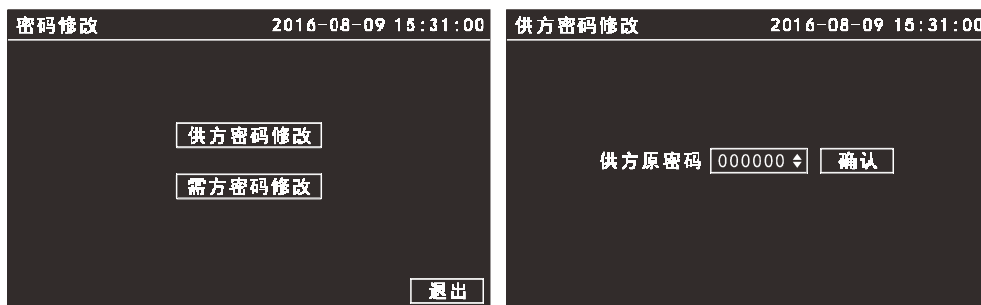 密码修改 2016-08-09 15:31:00
供方密码修改
需方密码修改
退出
供方密码修改 2016-08-09 15:31:00
供方原密码 000000 确认